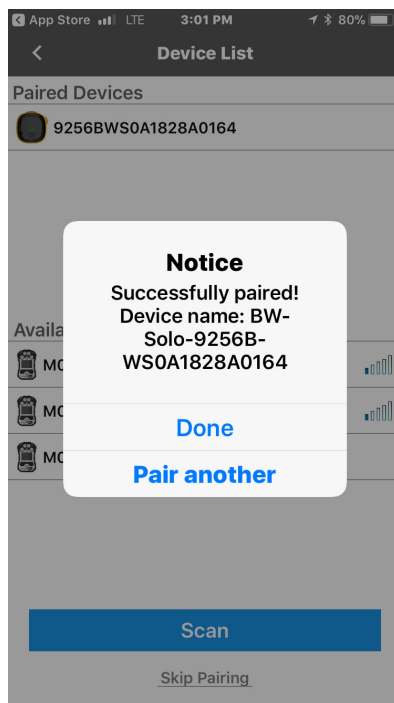 App Store LTE 3:01 PM 80%
Device List
Paired Devices
9256BWS0A1828A0164
Notice
Successfully paired!
Device name: BW-
Solo-9256B-
WS0A1828A0164
Done
Pair another
Scan
Skip Pairing